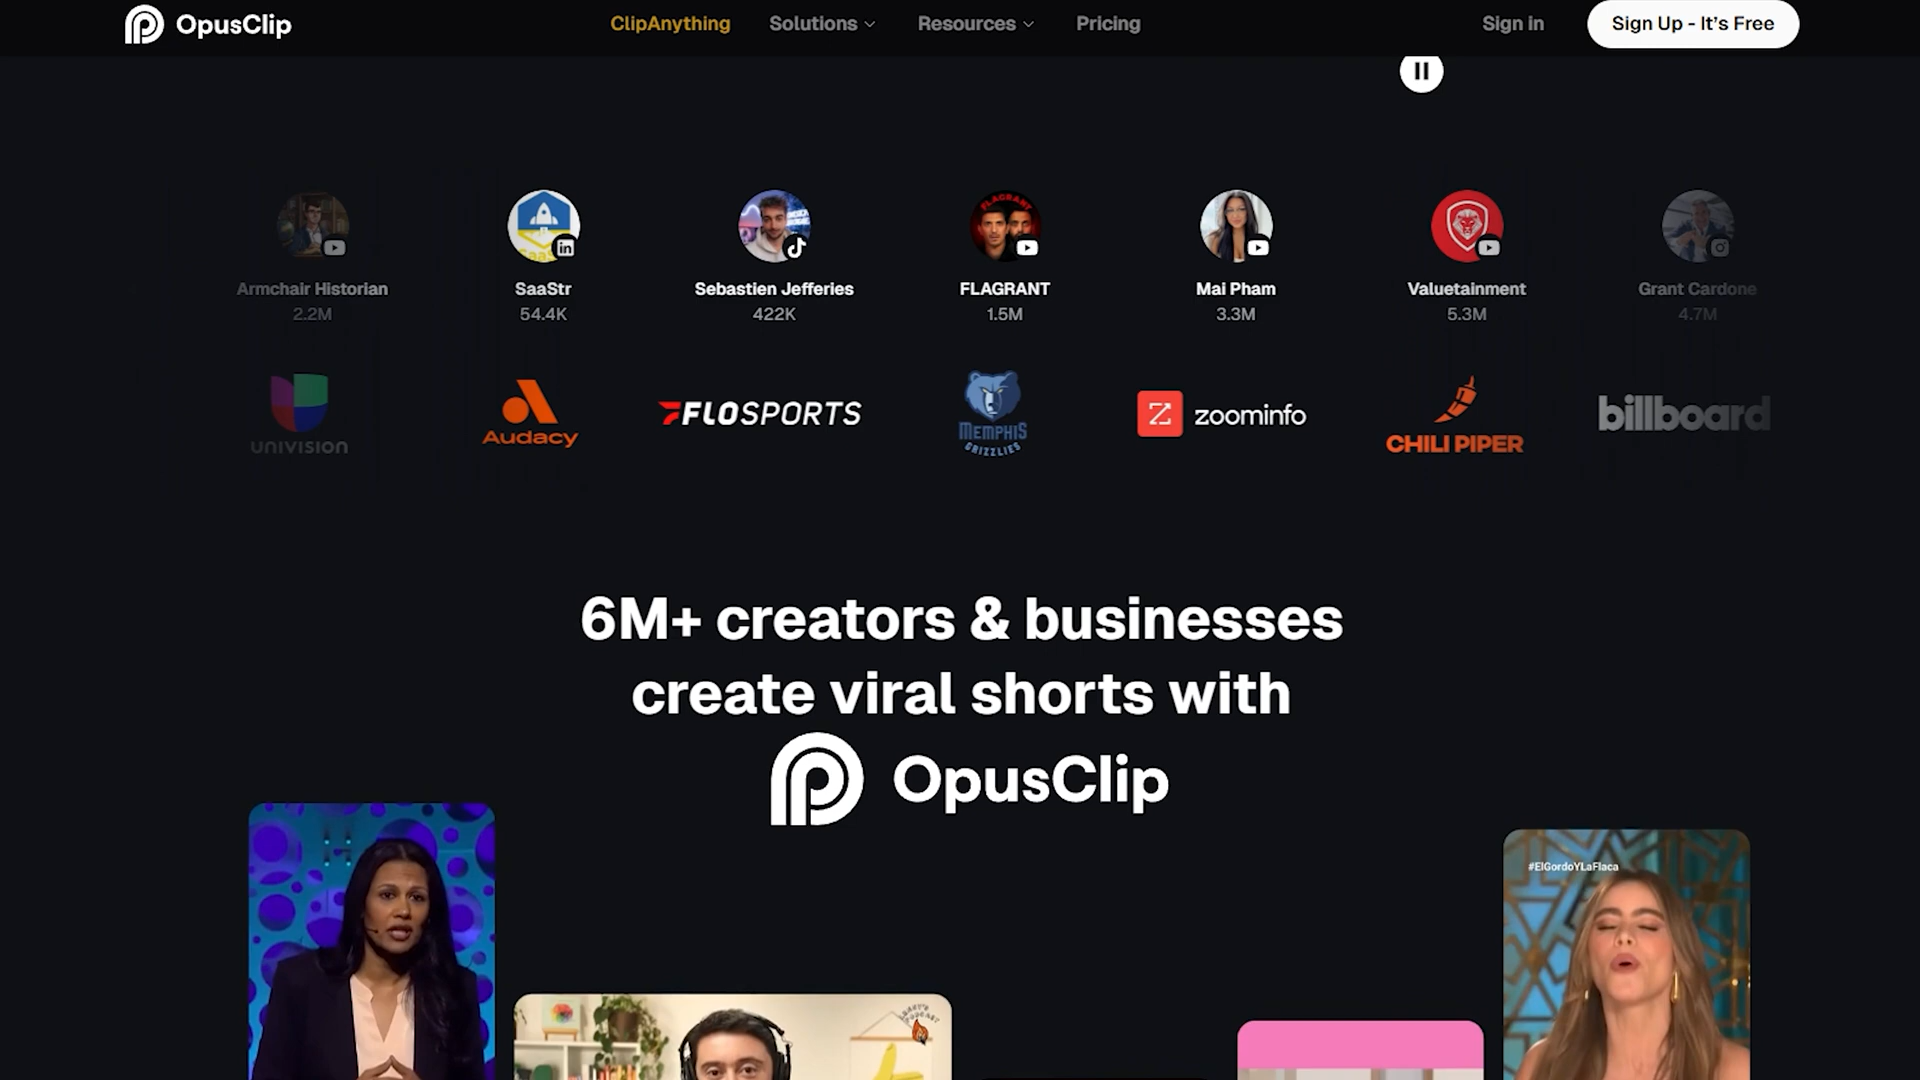 OpusClip
ClipAnything
Solutions
Resources
Pricing
Sign in
Sign Up - It's Free
Armchair Historian
2.2M
SaaStr
54.4K
Sebastien Jefferies
422K
FLAGRANT
FLAGRANT
1.5M
Mai Pham
3.3M
Valuetainment
5.3M
Grant Cardone
4.7M
UNIVISION
Audacy
FLOSPORTS
MEMPHIS
GRIZZLIES
zoominfo
CHILI PIPER
billboard
6M+ creators & businesses
create viral shorts with
OpusClip
#ElGordoYLaFlaca